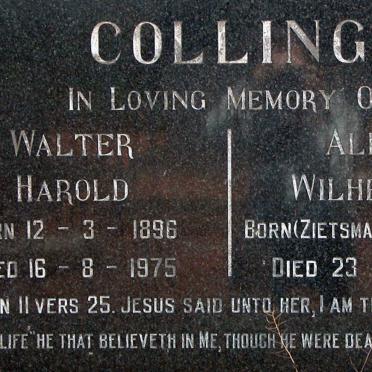 COLLING
IN LOVING MEMORY O
WALTER
HAROLD
RN 12 - 3 - 1896
ED 16 - 8 - 1975
AL
WILHE
BORN(ZIETSMA
DIED 23
N 11 VERS 25. JESUS SAID UNTO HER, I AM T
LIFE" HE THAT BELIEVETH IN ME, THOUGH HE WERE DEA